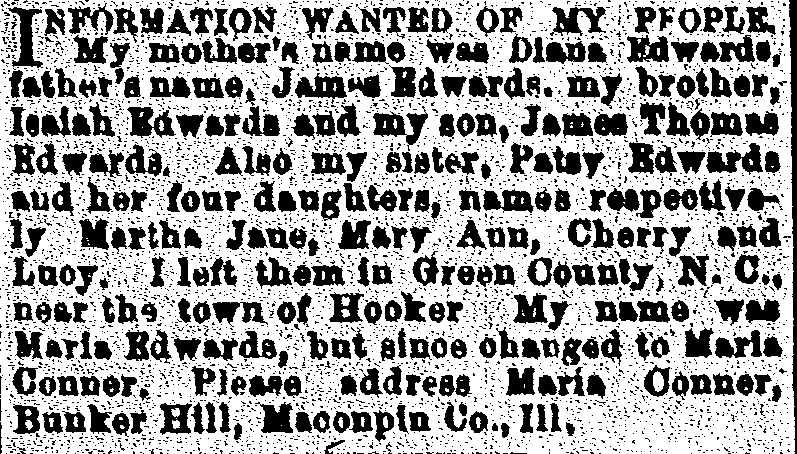 INFORMATION WANTED OF MY PEOPLE.
My mother's name was Diana Edwards,
father's name, James Edwards. my brother,
Isaiah Edwards and my son, James Thomas
Edwards. Also my sister, Patsy Edwards
and her four daughters, names respective-
ly Martha Jane, Mary Ann, Cherry and
Lucy. I left them in Green County, N. C.,
near the town of Hooker My name was
Maria Edwards, but since changed to Maria
Conner. Please address Maria Conner,
Bunker Hill, Maconpin Co., Ill,